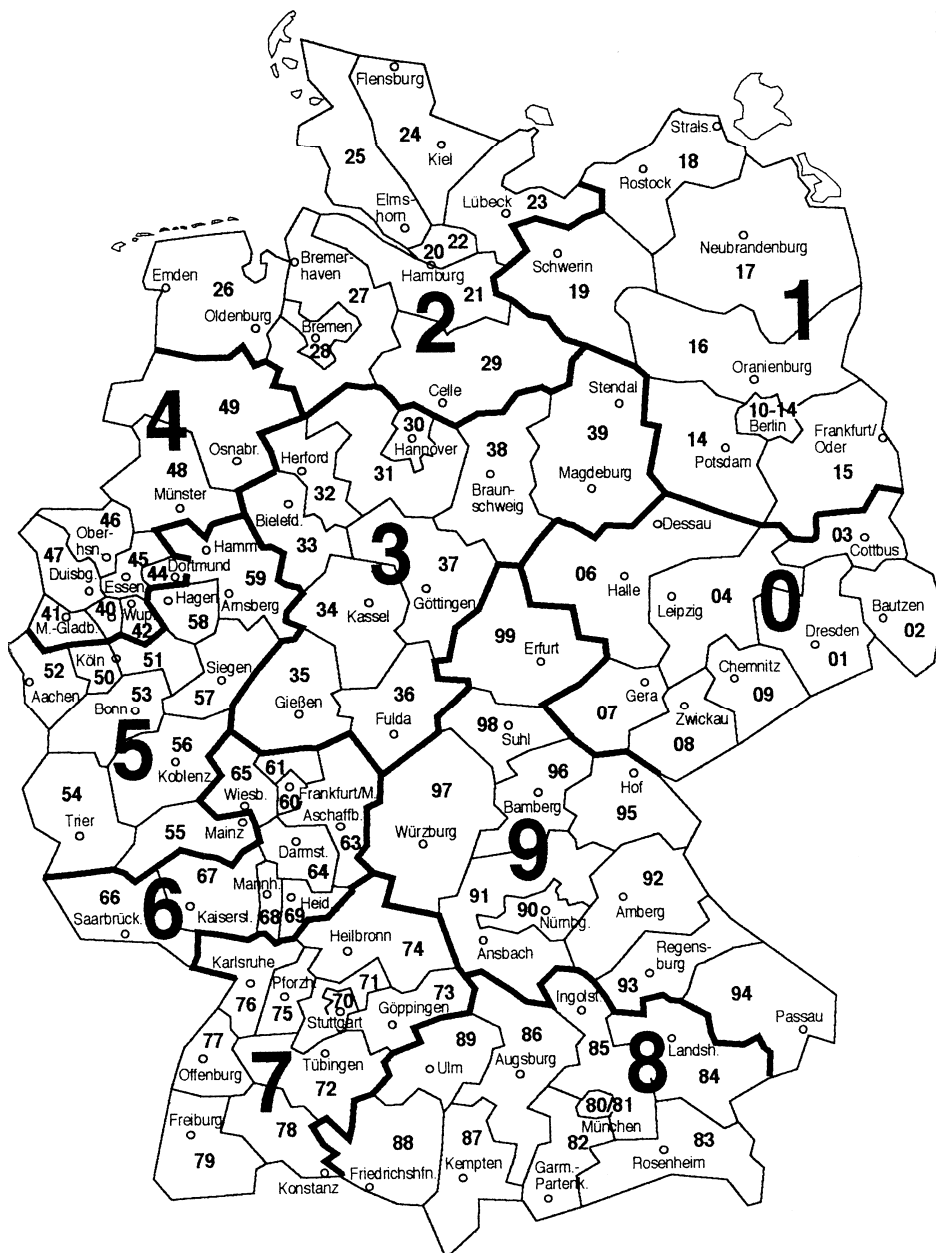 Flensburg
24
25
Kiel
Strals.
18
Rostock
Elms-
horn
Lübeck
23
22
20
Hamburg
Neubrandenburg
17
Schwerin
19
Emden
26
Oldenburg
Bremer-
haven
27
Bremen
28
2
21
1
16
Oranienburg
29
Celle
Stendal
39
10-14
Berlin
Frankfurt/
Oder
15
14
Potsdam
4
49
Osnabr.
48
Münster
30
Hannover
31
Herford
32
38
Braun-
schweig
Magdeburg
Bielefd.
33
3
37
Göttingen
34
Kassel
Dessau
03
Cottbus
46
Ober-
hsn.
47
Duisbg.
45
Essen
44
Dortmund
Hamm
59
Hagen
Arnsberg
58
41
M.-Gladb.
40
Wup.
42
06
Halle
Leipzig
04
0
Bautzen
02
Dresden
01
99
Erfurt
Chemnitz
09
Gera
07
Zwickau
08
52
Aachen
Köln
50
51
Siegen
57
53
Bonn
35
Gießen
36
Fulda
98
Suhl
5
56
Koblenz
54
Trier
55
Mainz
65
Wiesb.
61
60
Frankfurt/M.
Aschaffb.
63
Darmst.
64
97
Würzburg
96
Bamberg
Hof
95
9
6
66
Saarbrück.
67
Kaisersl.
Mannh.
68
69
Heid
91
90
Nürnbg.
Ansbach
92
Amberg
Regens-
burg
93
94
Passau
Heilbronn
74
Karlsruhe
76
Pforzh.
75
71
70
Stuttgart
73
Göppingen
Ingolst.
85
8
Landsh.
84
77
Offenburg
7
Tübingen
72
89
Ulm
86
Augsburg
80/81
München
82
83
Rosenheim
Freiburg
79
78
Konstanz
88
Friedrichshfn.
87
Kempten
Garm.-
Partenk.